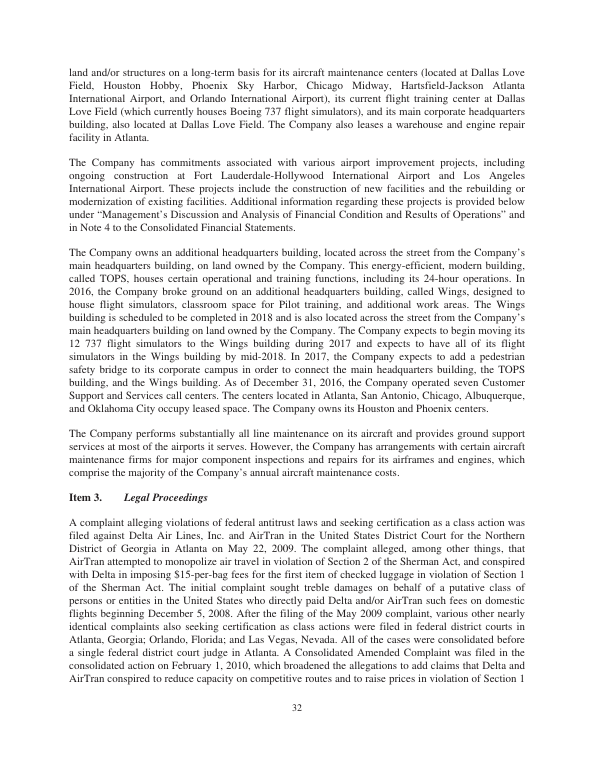 land and/or structures on a long-term basis for its aircraft maintenance centers (located at Dallas Love
Field, Houston Hobby, Phoenix Sky Harbor, Chicago Midway, Hartsfield-Jackson Atlanta
International Airport, and Orlando International Airport), its current flight training center at Dallas
Love Field (which currently houses Boeing 737 flight simulators), and its main corporate headquarters
building, also located at Dallas Love Field. The Company also leases a warehouse and engine repair
facility in Atlanta.
The Company has commitments associated with various airport improvement projects, including
ongoing construction at Fort Lauderdale-Hollywood International Airport and Los Angeles
International Airport. These projects include the construction of new facilities and the rebuilding or
modernization of existing facilities. Additional information regarding these projects is provided below
under “Management’s Discussion and Analysis of Financial Condition and Results of Operations” and
in Note 4 to the Consolidated Financial Statements.
The Company owns an additional headquarters building, located across the street from the Company’s
main headquarters building, on land owned by the Company. This energy-efficient, modern building,
called TOPS, houses certain operational and training functions, including its 24-hour operations. In
2016, the Company broke ground on an additional headquarters building, called Wings, designed to
house flight simulators, classroom space for Pilot training, and additional work areas. The Wings
building is scheduled to be completed in 2018 and is also located across the street from the Company’s
main headquarters building on land owned by the Company. The Company expects to begin moving its
12 737 flight simulators to the Wings building during 2017 and expects to have all of its flight
simulators in the Wings building by mid-2018. In 2017, the Company expects to add a pedestrian
safety bridge to its corporate campus in order to connect the main headquarters building, the TOPS
building, and the Wings building. As of December 31, 2016, the Company operated seven Customer
Support and Services call centers. The centers located in Atlanta, San Antonio, Chicago, Albuquerque,
and Oklahoma City occupy leased space. The Company owns its Houston and Phoenix centers.
The Company performs substantially all line maintenance on its aircraft and provides ground support
services at most of the airports it serves. However, the Company has arrangements with certain aircraft
maintenance firms for major component inspections and repairs for its airframes and engines, which
comprise the majority of the Company’s annual aircraft maintenance costs.
Item 3. Legal Proceedings
A complaint alleging violations of federal antitrust laws and seeking certification as a class action was
filed against Delta Air Lines, Inc. and AirTran in the United States District Court for the Northern
District of Georgia in Atlanta on May 22, 2009. The complaint alleged, among other things, that
AirTran attempted to monopolize air travel in violation of Section 2 of the Sherman Act, and conspired
with Delta in imposing $15-per-bag fees for the first item of checked luggage in violation of Section 1
of the Sherman Act. The initial complaint sought treble damages on behalf of a putative class of
persons or entities in the United States who directly paid Delta and/or AirTran such fees on domestic
flights beginning December 5, 2008. After the filing of the May 2009 complaint, various other nearly
identical complaints also seeking certification as class actions were filed in federal district courts in
Atlanta, Georgia; Orlando, Florida; and Las Vegas, Nevada. All of the cases were consolidated before
a single federal district court judge in Atlanta. A Consolidated Amended Complaint was filed in the
consolidated action on February 1, 2010, which broadened the allegations to add claims that Delta and
AirTran conspired to reduce capacity on competitive routes and to raise prices in violation of Section 1
32